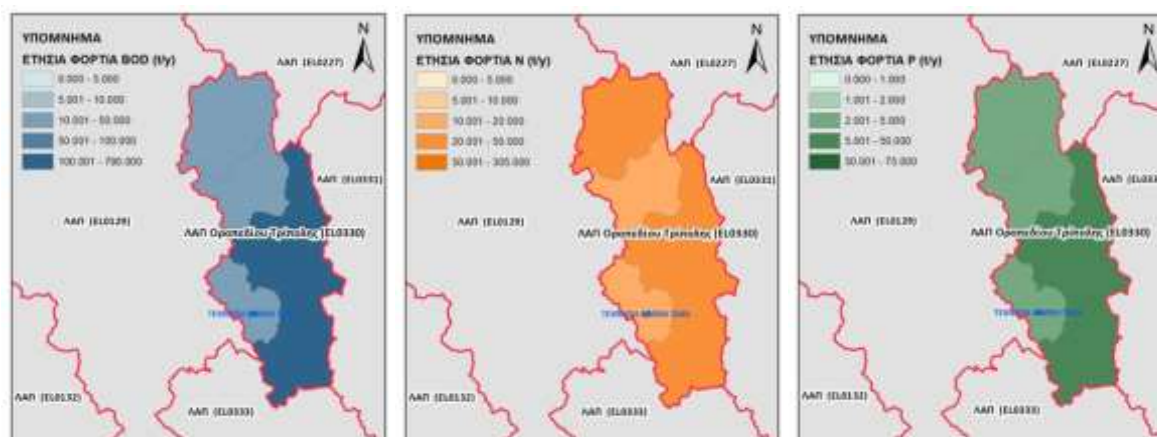 ΥΠΟΜΝΗΜΑ
ΕΤΗΣΙΑ ΦΟΡΤΙΑ BOD (t/y)
0.000 - 5.000
5.001 - 10.000
10.001 - 50.000
50.001 - 100.000
100.001 - 790.000
N
ΛΑΠ (EL0227)
ΛΑΠ (EL0331)
ΛΑΠ (EL0129)
ΛΑΠ Οροπεδίου Τρίπολης (EL0330)
ΛΑΠ (EL0132)
ΛΑΠ (EL0333)
ΥΠΟΜΝΗΜΑ
ΕΤΗΣΙΑ ΦΟΡΤΙΑ N (t/y)
0.000 - 5.000
5.001 - 10.000
10.001 - 20.000
20.001 - 50.000
50.001 - 305.000
N
ΛΑΠ (EL0227)
ΛΑΠ (EL0331)
ΛΑΠ (EL0129)
ΛΑΠ Οροπεδίου Τρίπολης (EL0330)
ΛΑΠ (EL0132)
ΛΑΠ (EL0333)
ΥΠΟΜΝΗΜΑ
ΕΤΗΣΙΑ ΦΟΡΤΙΑ P (t/y)
0.000 - 1.000
1.001 - 2.000
2.001 - 5.000
5.001 - 50.000
50.001 - 75.000
N
ΛΑΠ (EL0227)
ΛΑΠ (EL033
ΛΑΠ (EL0129)
ΛΑΠ Οροπεδίου Τρίπολης (EL0330)
ΛΑΠ (EL0132)
ΛΑΠ (EL0333)